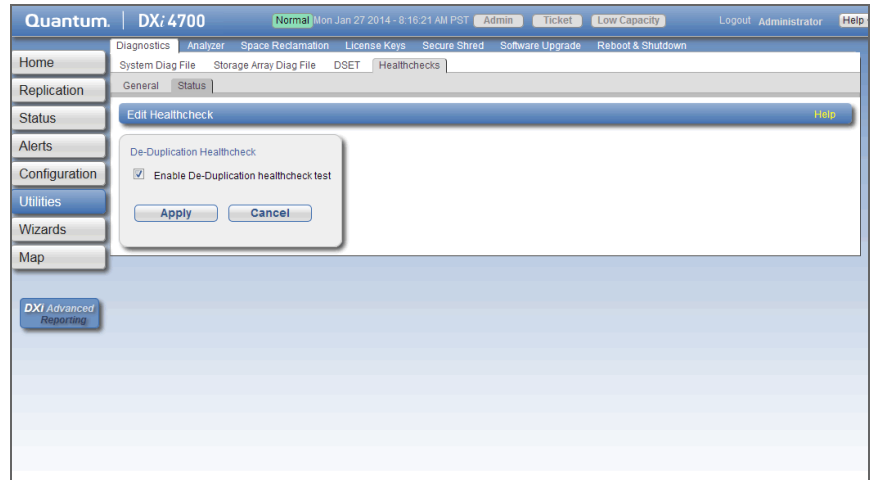 Quantum. DXi 4700 Normal Mon Jan 27 2014 - 8:16:21 AM PST Admin Ticket Low Capacity Logout Administrator Help
Diagnostics Analyzer Space Reclamation License Keys Secure Shred Software Upgrade Reboot & Shutdown
System Diag File Storage Array Diag File DSET Healthchecks
General Status
Home
Replication
Status
Alerts
Configuration
Utilities
Wizards
Map
DXi Advanced
Reporting
Edit Healthcheck Help
De-Duplication Healthcheck
Enable De-Duplication healthcheck test
Apply Cancel